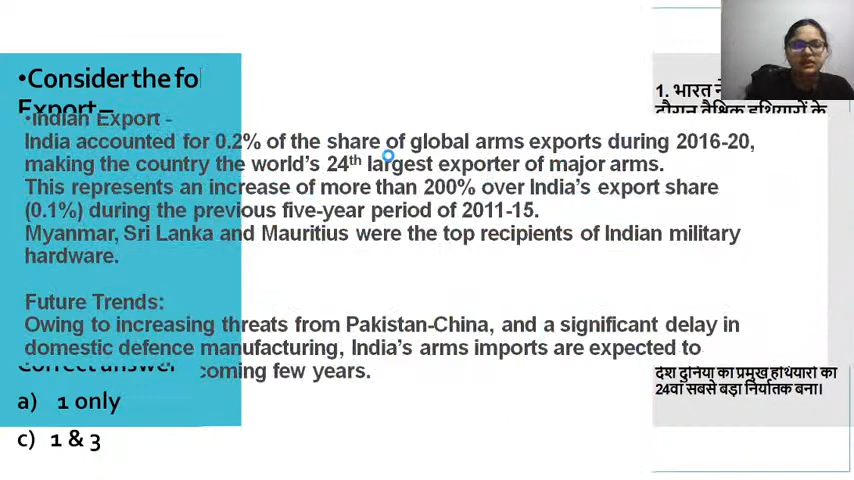 •Consider the fo
Export –
1. भारत ने
दौरान वैश्विक हथियारों के
•Indian Export -
India accounted for 0.2% of the share of global arms exports during 2016-20,
making the country the world's 24th largest exporter of major arms.
This represents an increase of more than 200% over India's export share
(0.1%) during the previous five-year period of 2011-15.
Myanmar, Sri Lanka and Mauritius were the top recipients of Indian military
hardware.
Future Trends:
Owing to increasing threats from Pakistan-China, and a significant delay in
domestic defence manufacturing, India's arms imports are expected to
coming few years.
Correct answer
a) 1 only
c) 1 & 3
देश दुनिया का प्रमुख हथियारों का
24वां सबसे बड़ा निर्यातक बना।